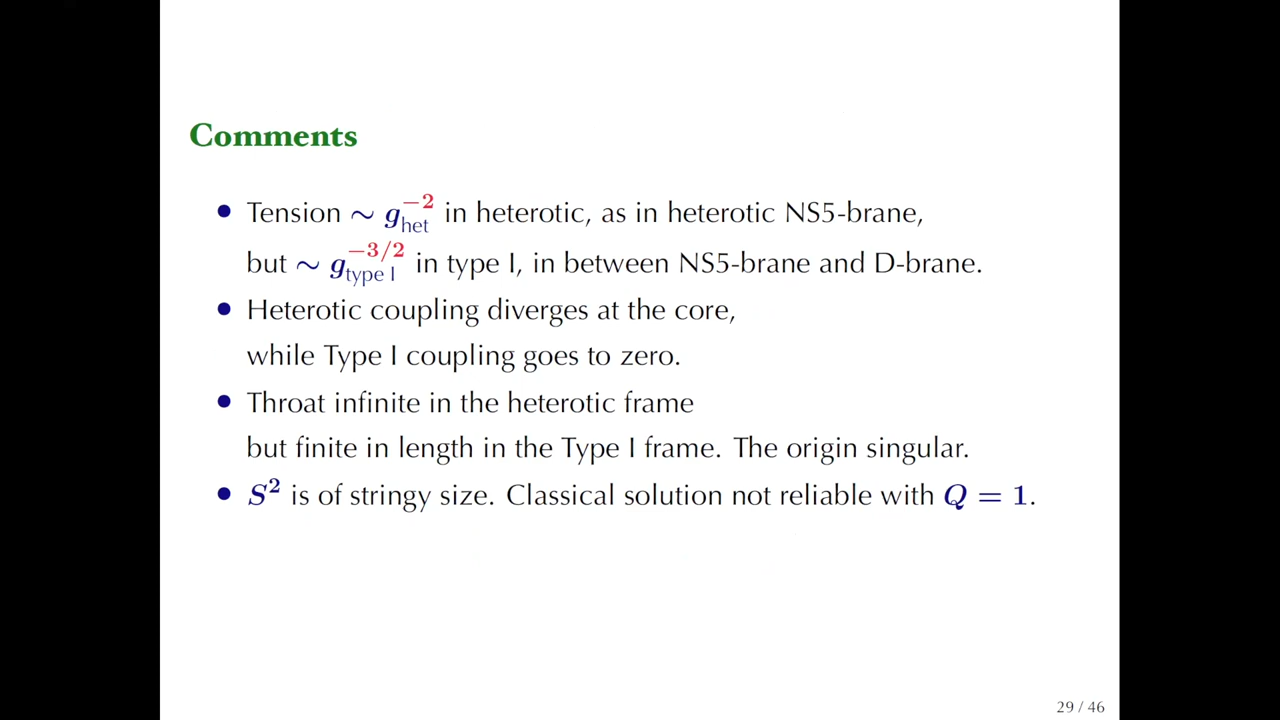 Comments
• Tension ∼ g_het^{−2} in heterotic, as in heterotic NS5-brane,
but ∼ g_{type I}^{−3/2} in type I, in between NS5-brane and D-brane.
• Heterotic coupling diverges at the core,
while Type I coupling goes to zero.
• Throat infinite in the heterotic frame
but finite in length in the Type I frame. The origin singular.
• S² is of stringy size. Classical solution not reliable with Q = 1.
29 / 46